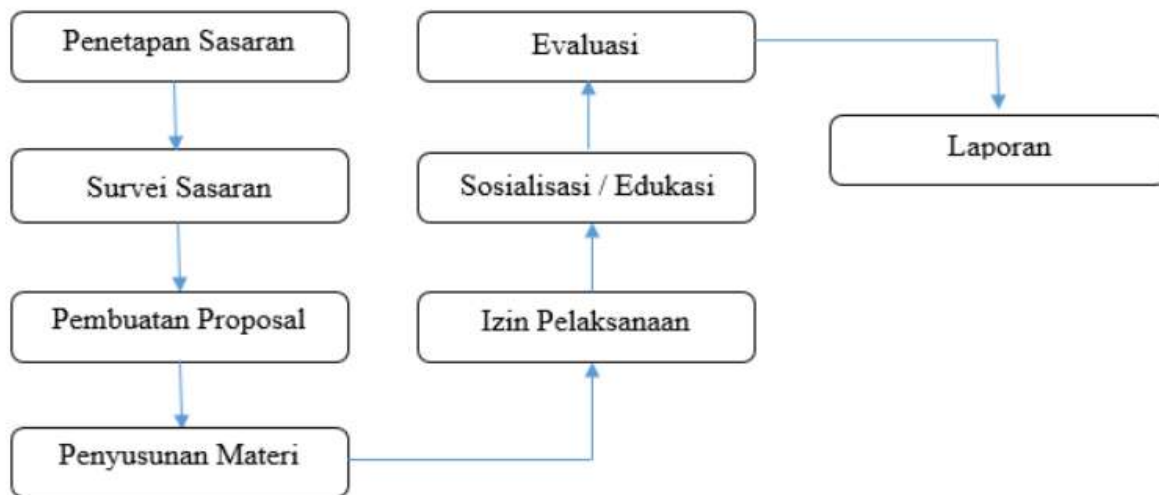 Penetapan Sasaran
Survei Sasaran
Pembuatan Proposal
Penyusunan Materi
Izin Pelaksanaan
Sosialisasi / Edukasi
Evaluasi
Laporan